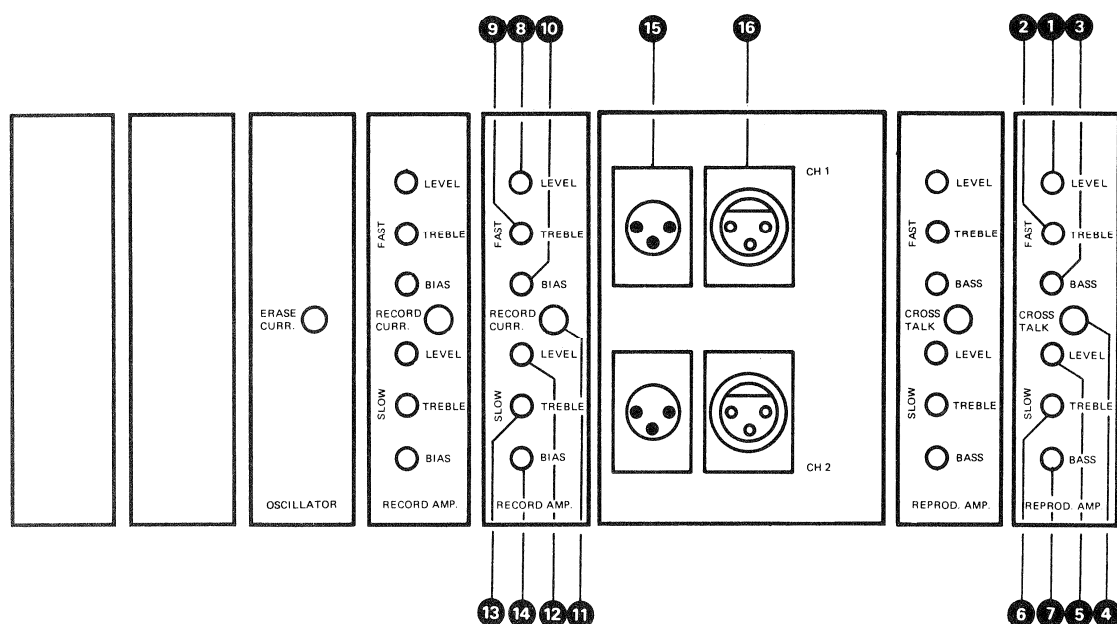 9 8 10 15 16 2 1 3
ERASE
CURR.
OSCILLATOR
FAST
LEVEL
TREBLE
BIAS
RECORD
CURR.
SLOW
LEVEL
TREBLE
BIAS
RECORD AMP.
FAST
LEVEL
TREBLE
BIAS
RECORD
CURR.
SLOW
LEVEL
TREBLE
BIAS
RECORD AMP.
CH 1
CH 2
FAST
LEVEL
TREBLE
BASS
CROSS
TALK
SLOW
LEVEL
TREBLE
BASS
REPROD. AMP.
FAST
LEVEL
TREBLE
BASS
CROSS
TALK
SLOW
LEVEL
TREBLE
BASS
REPROD. AMP.
13 14 12 11 6 7 5 4